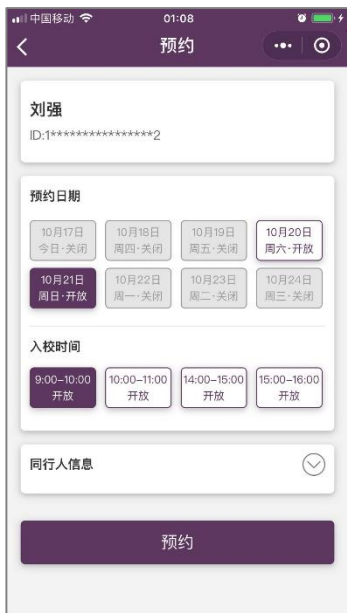 中国移动 01:08
预约
刘强
ID:1****************2
预约日期
10月17日 10月18日 10月19日 10月20日
今日·关闭 周四·关闭 周五·关闭 周六·开放
10月21日 10月22日 10月23日 10月24日
周日·开放 周一·关闭 周二·关闭 周三·关闭
入校时间
9:00-10:00 10:00-11:00 14:00-15:00 15:00-16:00
开放 开放 开放 开放
同行人信息
预约